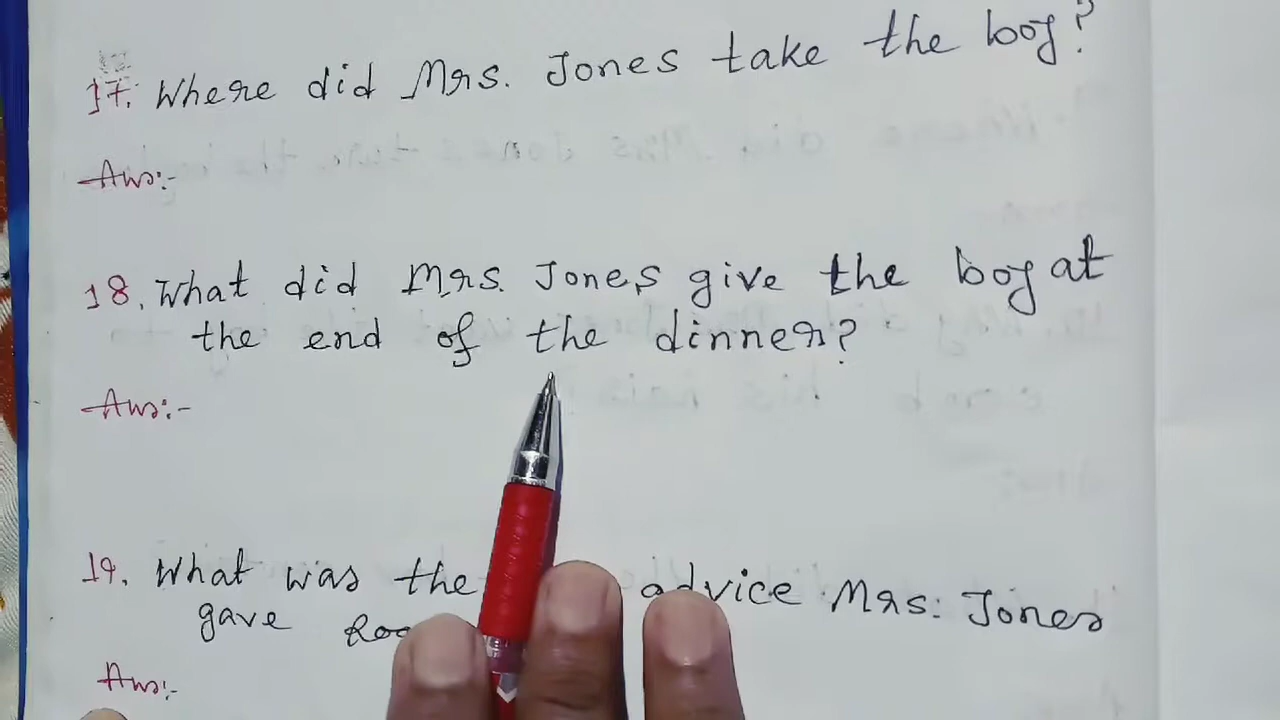 17. Where did Mrs. Jones take the boy?
Ans:-
18. What did Mrs. Jones give the boy at
the end of the dinner?
Ans:-
19. What was the advice Mrs. Jones
gave
Ans:-